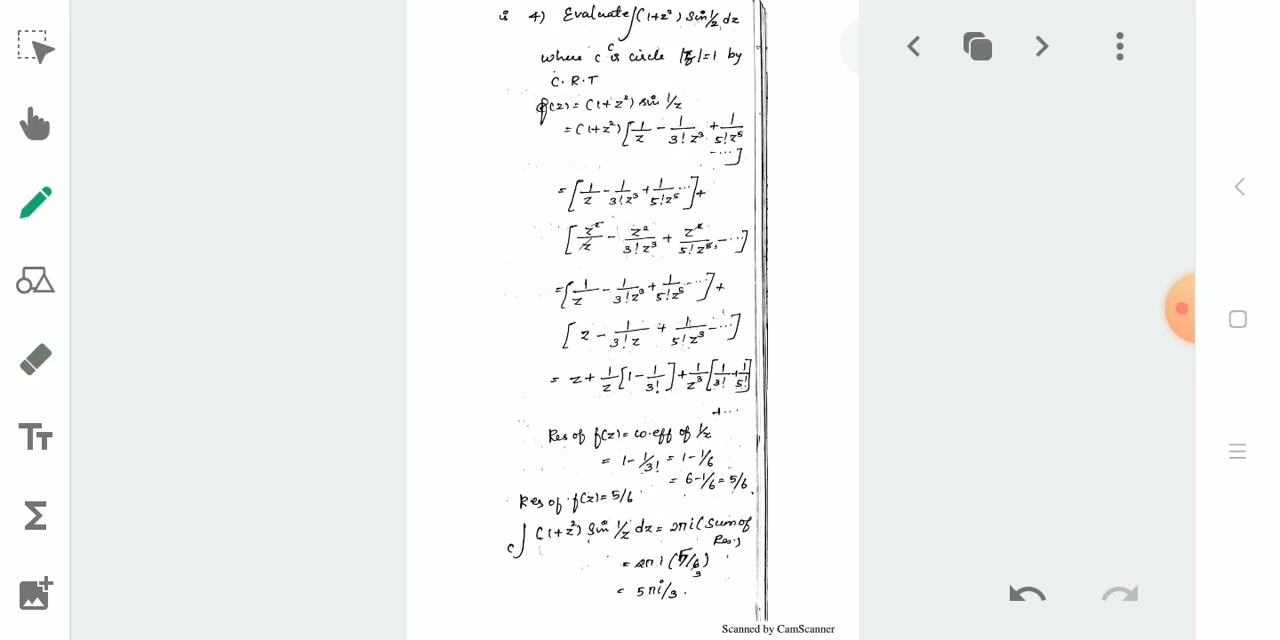 is 4) Evaluate ∫(1+z²) sin 1/z dz
c
where c is circle |z|=1 by
C.R.T
f(z) = (1+z²) sin 1/z
= (1+z²) [1/z - 1/3!z³ + 1/5!z⁵
....]
= [1/z - 1/3!z³ + 1/5!z⁵ ...] +
[z²/z - z²/3!z³ + z²/5!z⁵ - ...]
= [1/z - 1/3!z³ + 1/5!z⁵ ...] +
[z - 1/3!z + 1/5!z³ - ...]
= z + 1/z [1 - 1/3!] + 1/z³ [1/3! + 1/5!]
+...
Res of f(z) = co.eff of 1/z
= 1 - 1/3! = 1 - 1/6
= 6-1/6 = 5/6
Res of f(z) = 5/6
∫ (1+z²) sin 1/z dz = 2πi (Sum of
c Res.)
= 2πi (5/6)
3
= 5πi/3.
Scanned by CamScanner
TT
Σ